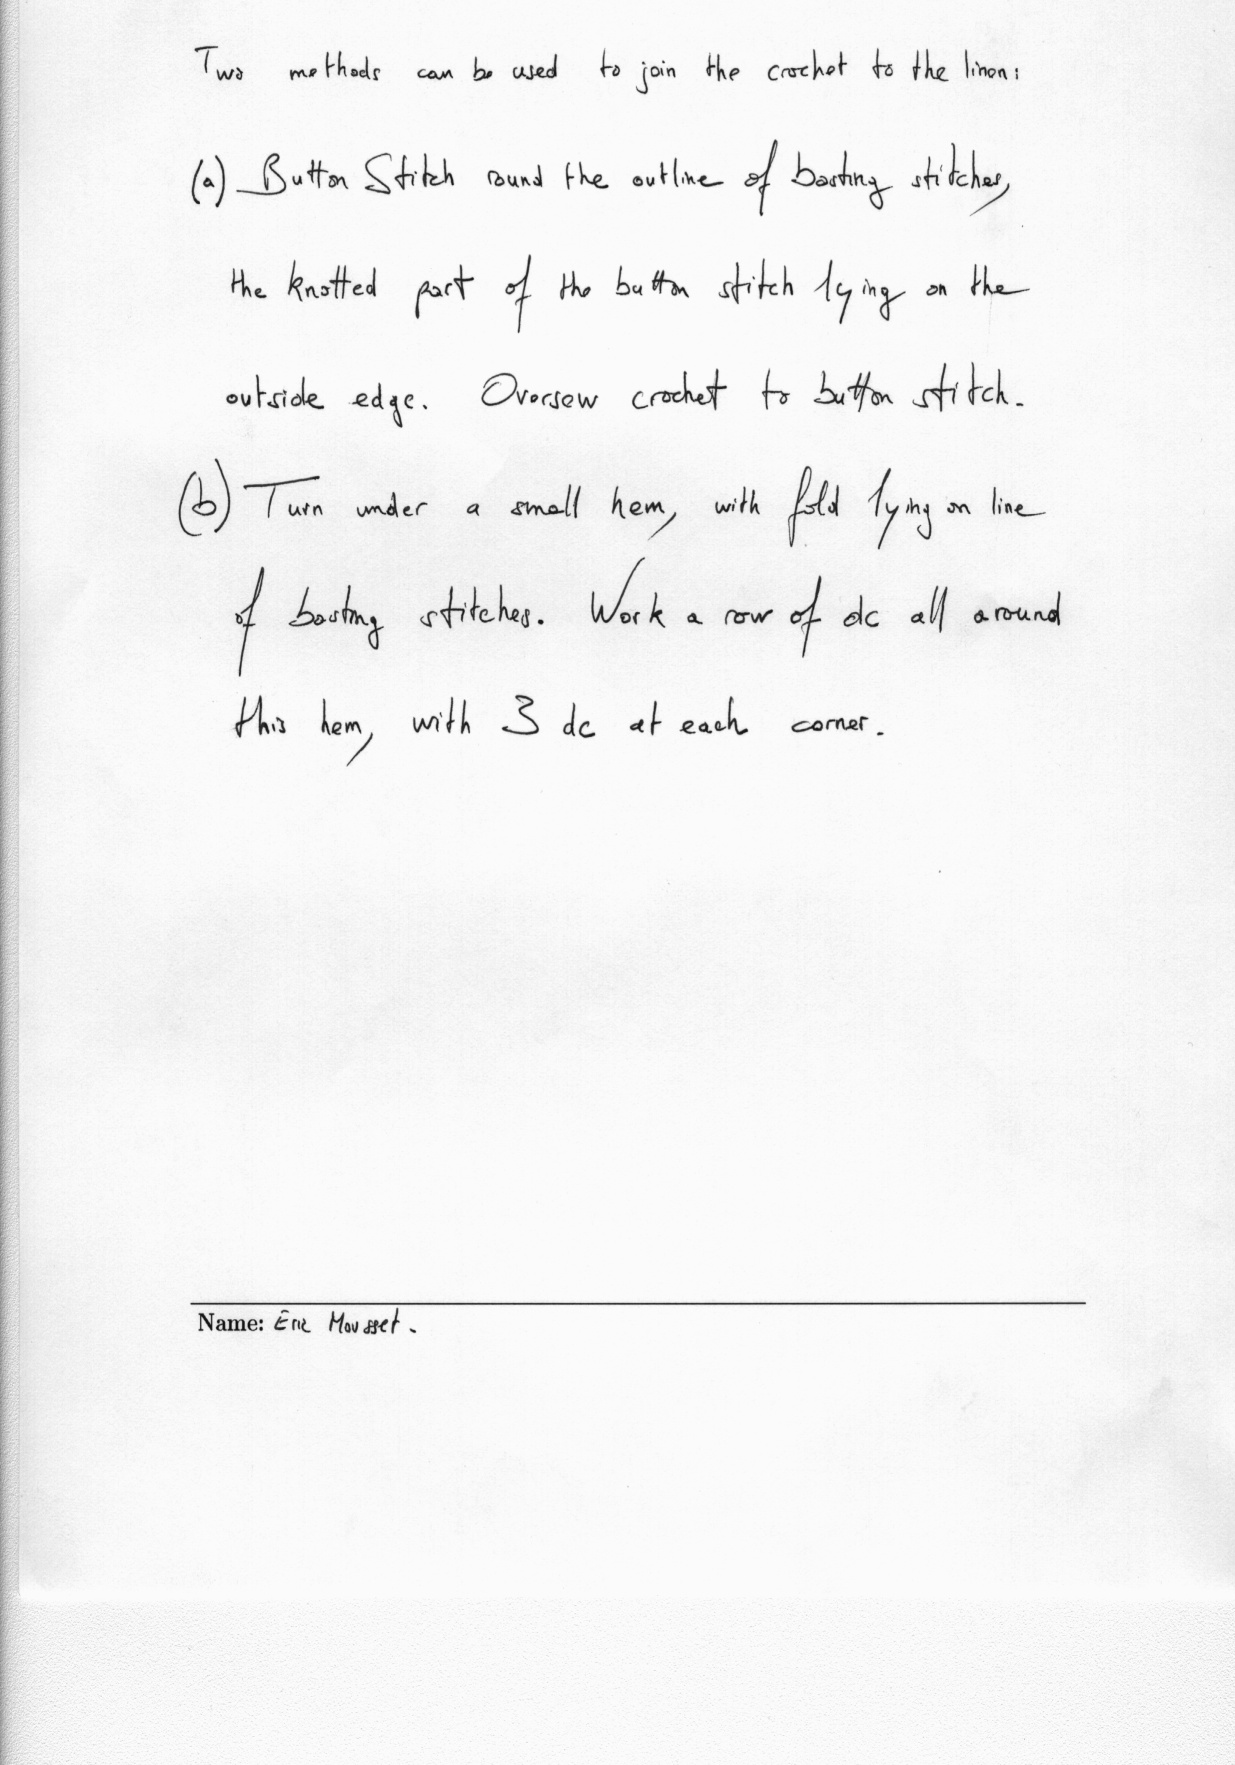 Two methods can be used to join the crochet to the linen:
(a) Button Stitch round the outline of basting stitches,
the knotted part of the button stitch lying on the
outside edge. Oversew crochet to button stitch.
(b) Turn under a small hem, with fold lying on line
of basting stitches. Work a row of dc all around
this hem, with 3 dc at each corner.
Name: Eric Mousset.